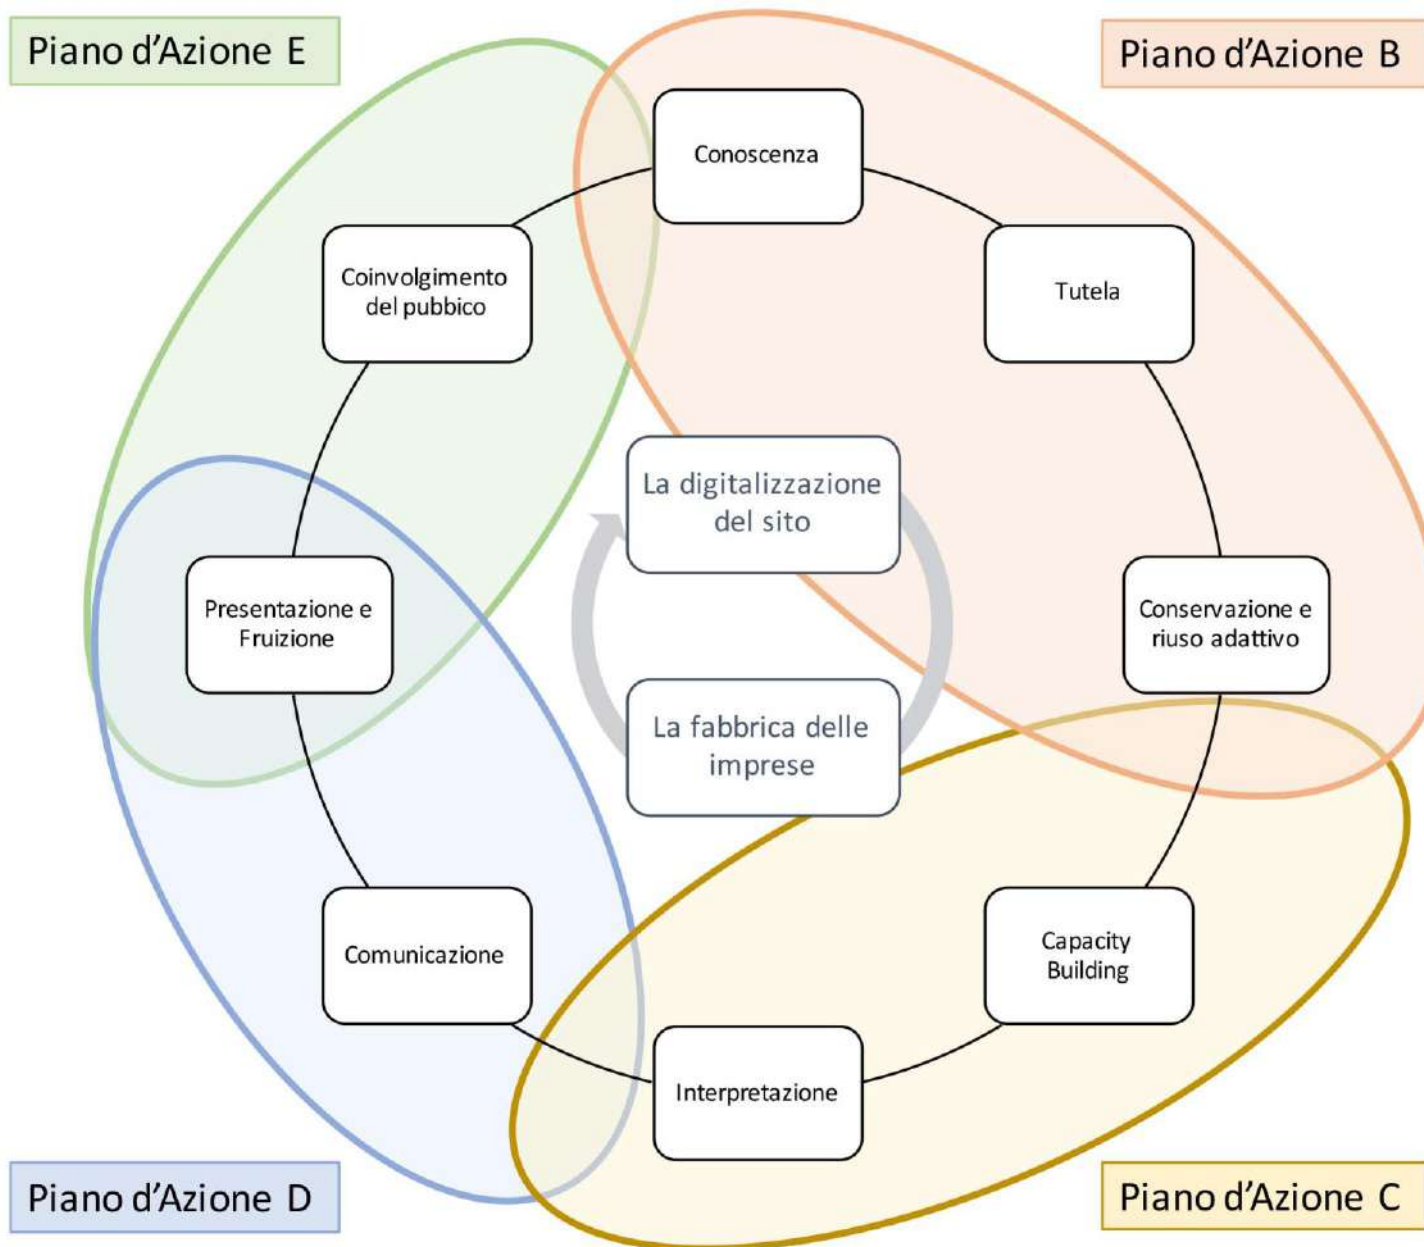 Piano d'Azione E
Piano d'Azione B
Conoscenza
Coinvolgimento
del pubbico
Tutela
La digitalizzazione
del sito
Presentazione e
Fruizione
Conservazione e
riuso adattivo
La fabbrica delle
imprese
Comunicazione
Capacity
Building
Interpretazione
Piano d'Azione D
Piano d'Azione C